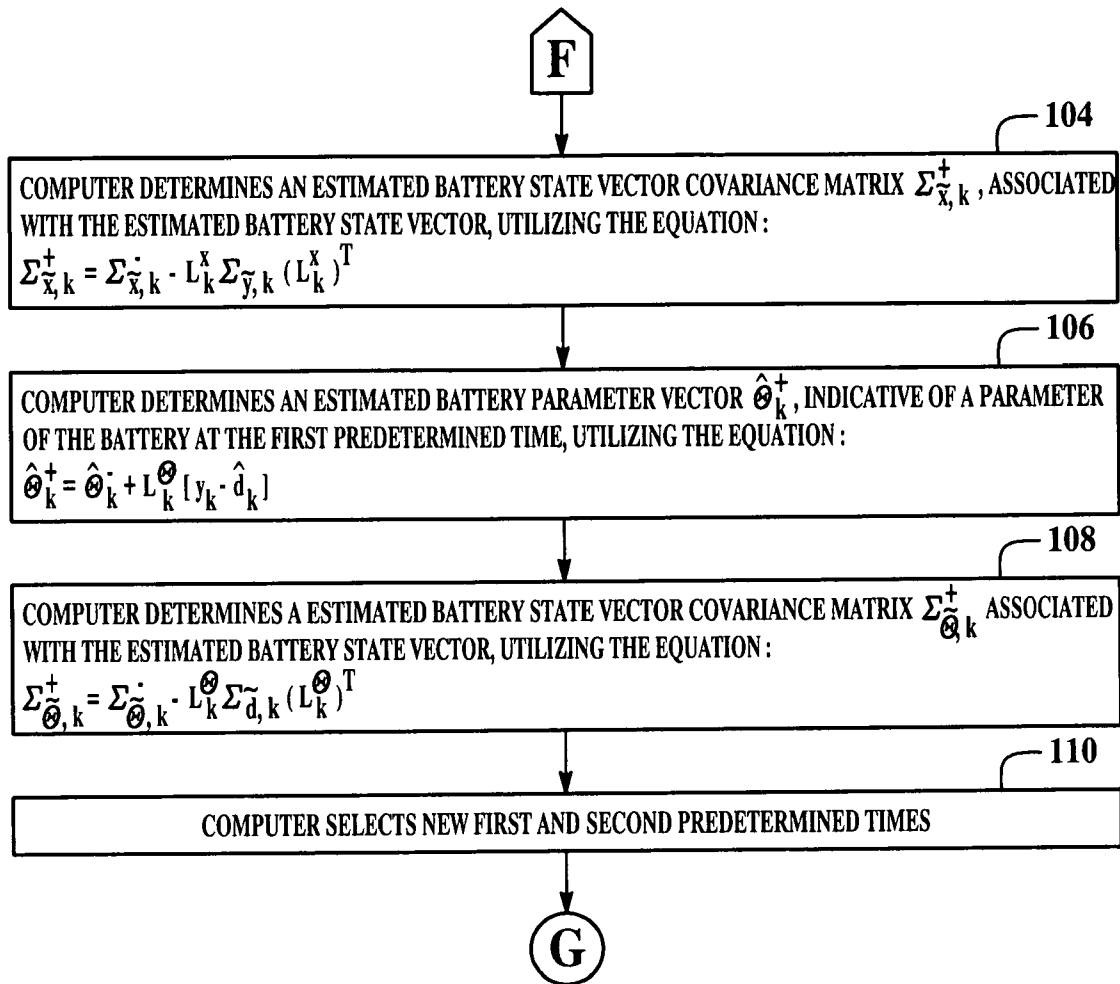 F
104
COMPUTER DETERMINES AN ESTIMATED BATTERY STATE VECTOR COVARIANCE MATRIX Σ⁺x̃, k , ASSOCIATED
WITH THE ESTIMATED BATTERY STATE VECTOR, UTILIZING THE EQUATION :
Σ⁺x̃, k = Σ⁻x̃, k - Lˣk Σỹ, k (Lˣk)ᵀ
106
COMPUTER DETERMINES AN ESTIMATED BATTERY PARAMETER VECTOR Θ̂⁺k , INDICATIVE OF A PARAMETER
OF THE BATTERY AT THE FIRST PREDETERMINED TIME, UTILIZING THE EQUATION :
Θ̂⁺k = Θ̂⁻k + L^Θk [ yk - d̂k ]
108
COMPUTER DETERMINES A ESTIMATED BATTERY STATE VECTOR COVARIANCE MATRIX Σ⁺Θ̃, k ASSOCIATED
WITH THE ESTIMATED BATTERY STATE VECTOR, UTILIZING THE EQUATION :
Σ⁺Θ̃, k = Σ⁻Θ̃, k - L^Θk Σd̃, k (L^Θk)ᵀ
110
COMPUTER SELECTS NEW FIRST AND SECOND PREDETERMINED TIMES
G